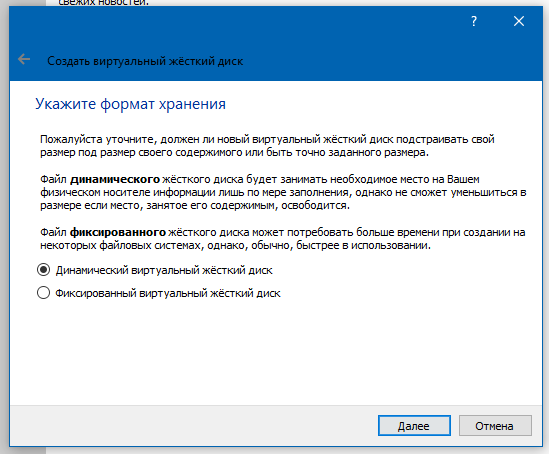 свежих новостей.
?
Создать виртуальный жёсткий диск
Укажите формат хранения
Пожалуйста уточните, должен ли новый виртуальный жёсткий диск подстраивать свой
размер под размер своего содержимого или быть точно заданного размера.
Файл динамического жёсткого диска будет занимать необходимое место на Вашем
физическом носителе информации лишь по мере заполнения, однако не сможет уменьшиться в
размере если место, занятое его содержимым, освободится.
Файл фиксированного жёсткого диска может потребовать больше времени при создании на
некоторых файловых системах, однако, обычно, быстрее в использовании.
Динамический виртуальный жёсткий диск
Фиксированный виртуальный жёсткий диск
Далее
Отмена